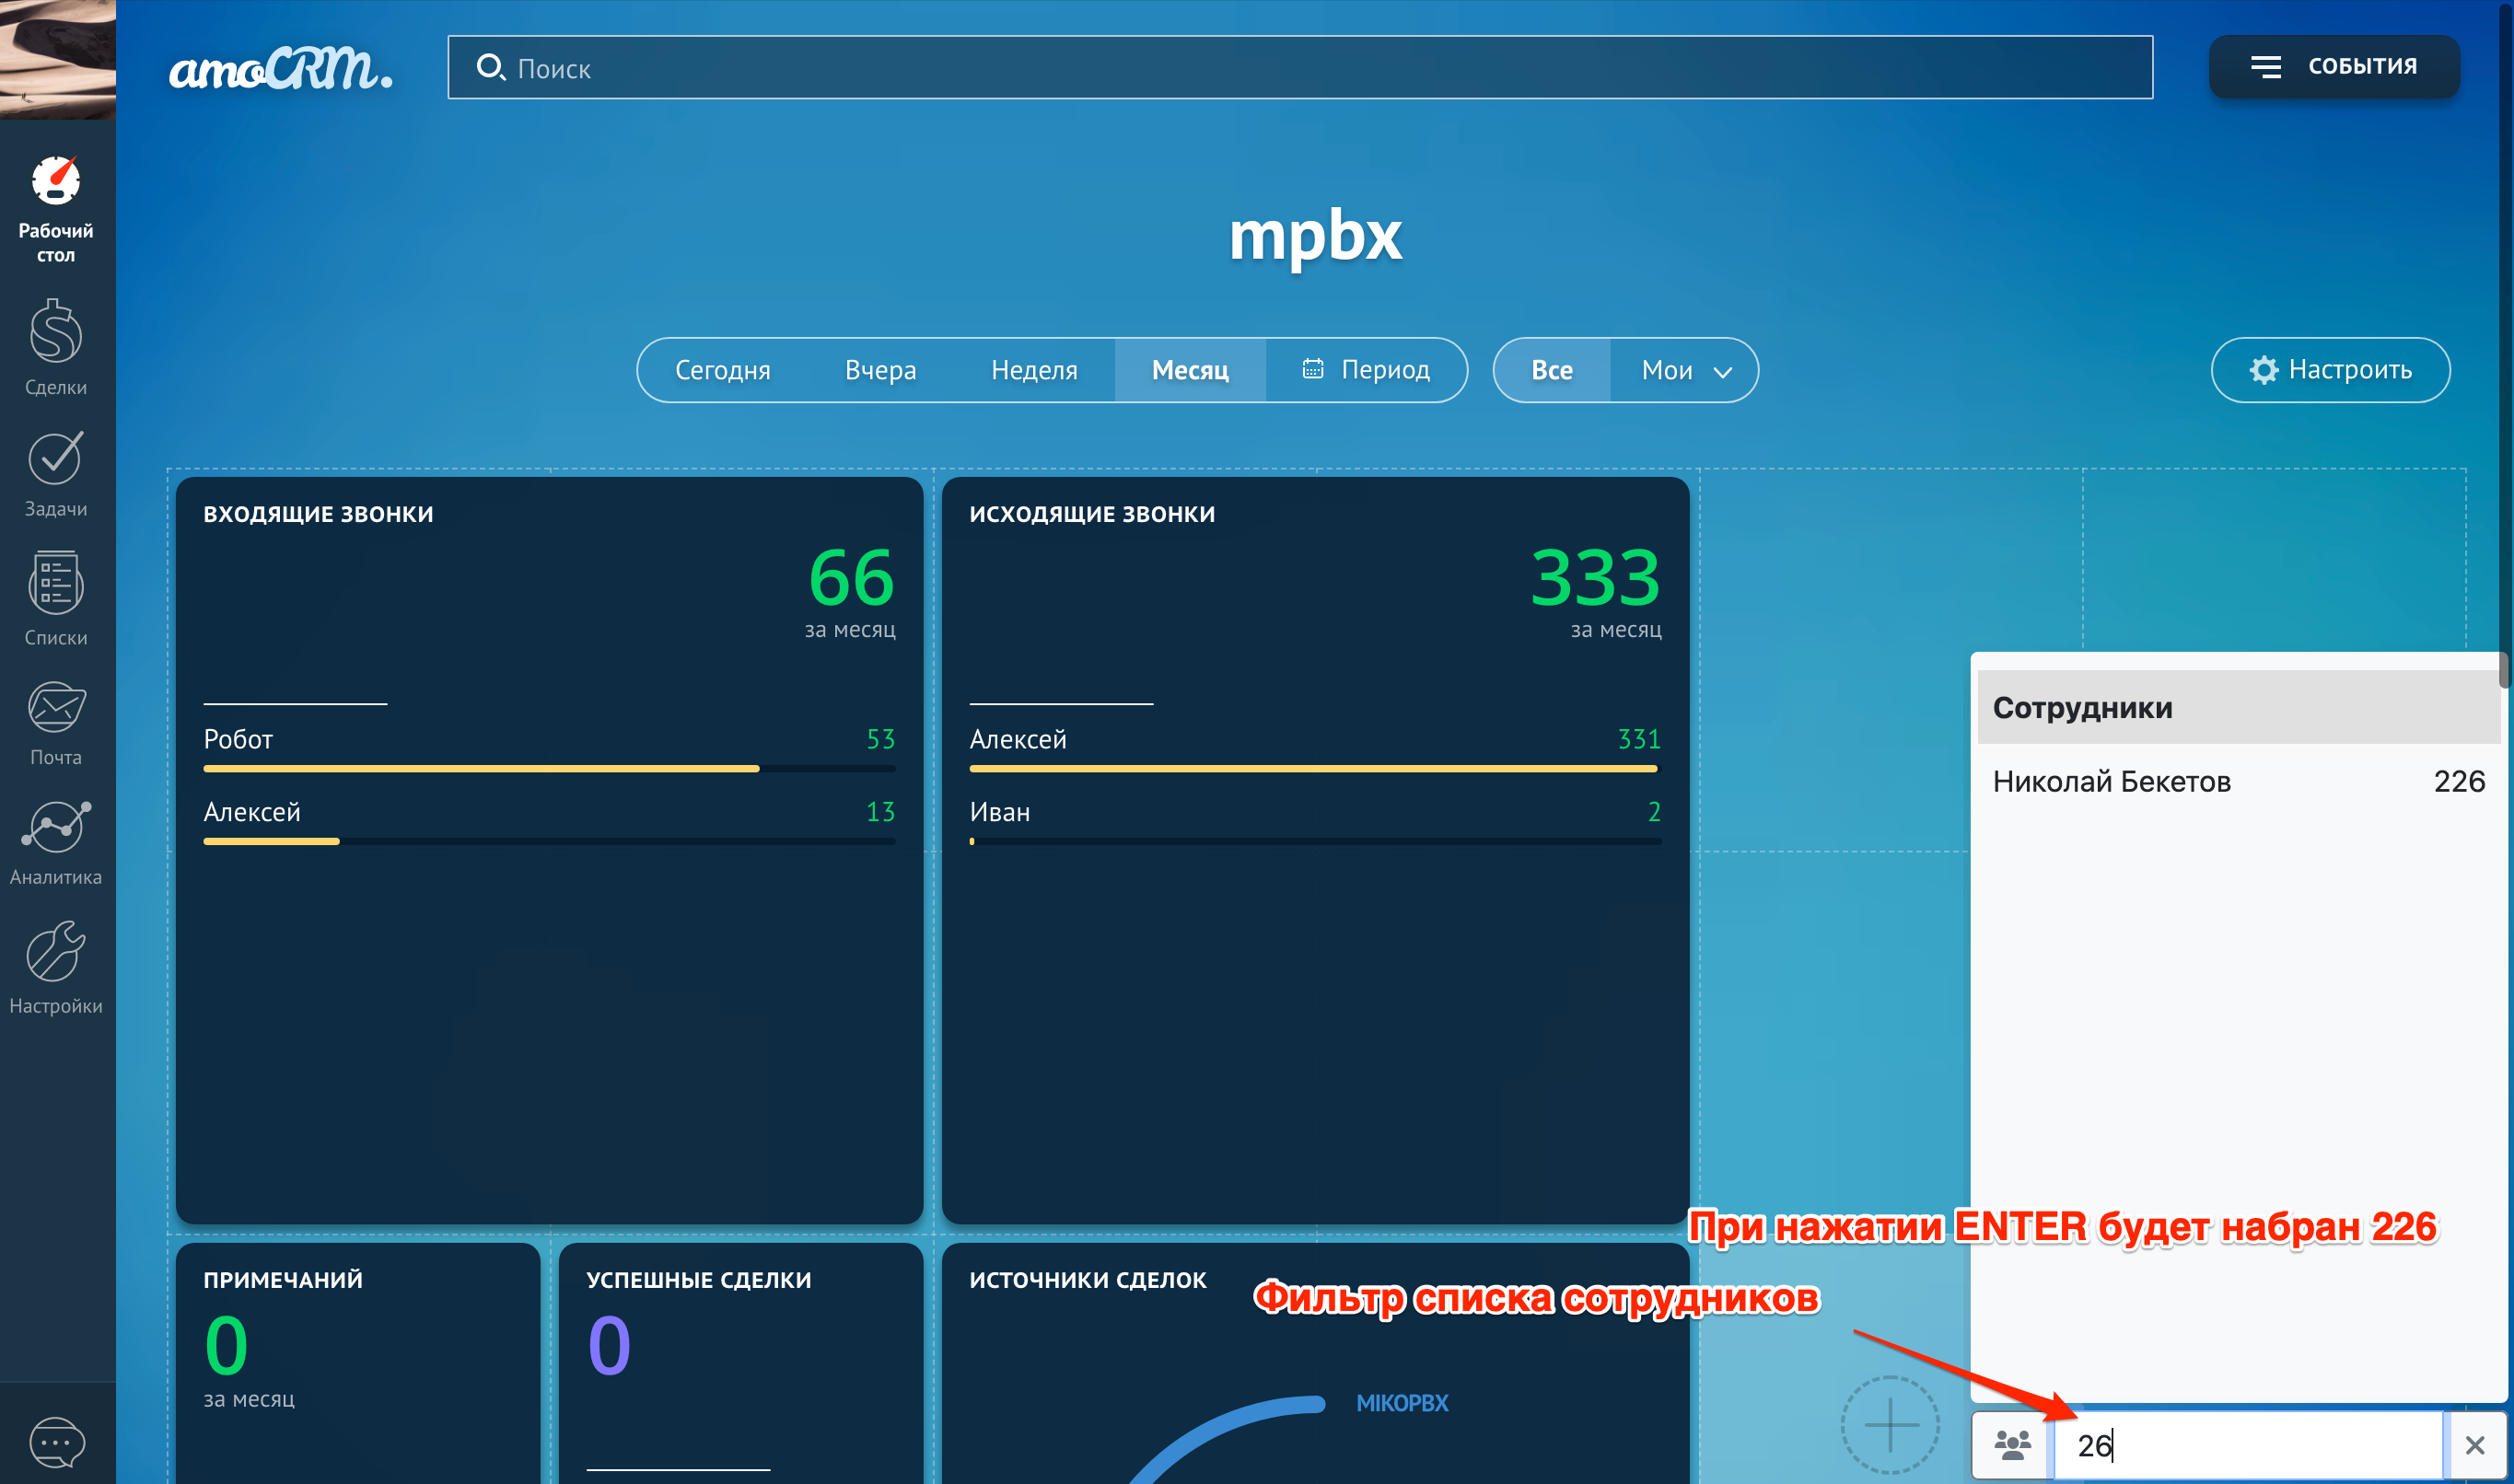 amoCRM.
Поиск
СОБЫТИЯ
Рабочий
стол
Сделки
Задачи
Списки
Почта
Аналитика
Настройки
mpbx
Сегодня Вчера Неделя Месяц Период Все Мои Настроить
ВХОДЯЩИЕ ЗВОНКИ
66
за месяц
Робот 53
Алексей 13
ИСХОДЯЩИЕ ЗВОНКИ
333
за месяц
Алексей 331
Иван 2
Сотрудники
Николай Бекетов 226
При нажатии ENTER будет набран 226
Фильтр списка сотрудников
ПРИМЕЧАНИЙ
0
за месяц
УСПЕШНЫЕ СДЕЛКИ
0
ИСТОЧНИКИ СДЕЛОК
MIKOPBX
26